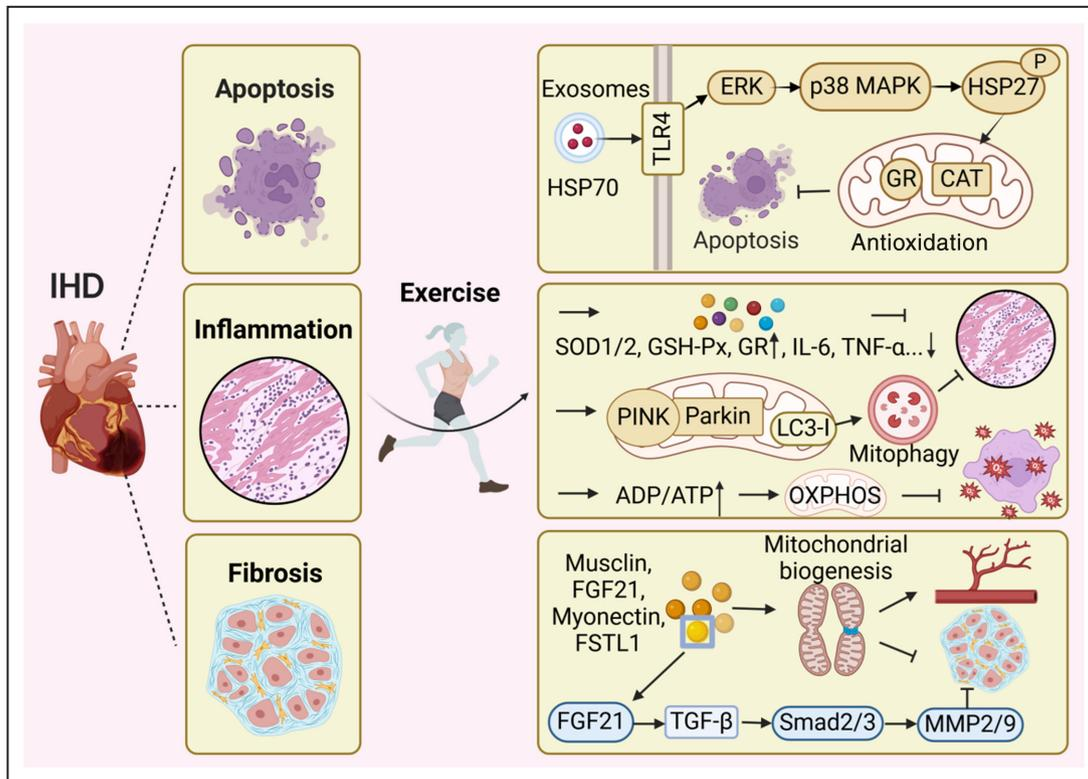 IHD
Apoptosis
Inflammation
Fibrosis
Exercise
Exosomes
HSP70
TLR4
ERK
p38 MAPK
HSP27
P
GR
CAT
Apoptosis
Antioxidation
SOD1/2, GSH-Px, GR↑, IL-6, TNF-α...↓
PINK
Parkin
LC3-I
Mitophagy
ADP/ATP↑
OXPHOS
Musclin,
FGF21,
Myonectin,
FSTL1
Mitochondrial
biogenesis
FGF21
TGF-β
Smad2/3
MMP2/9